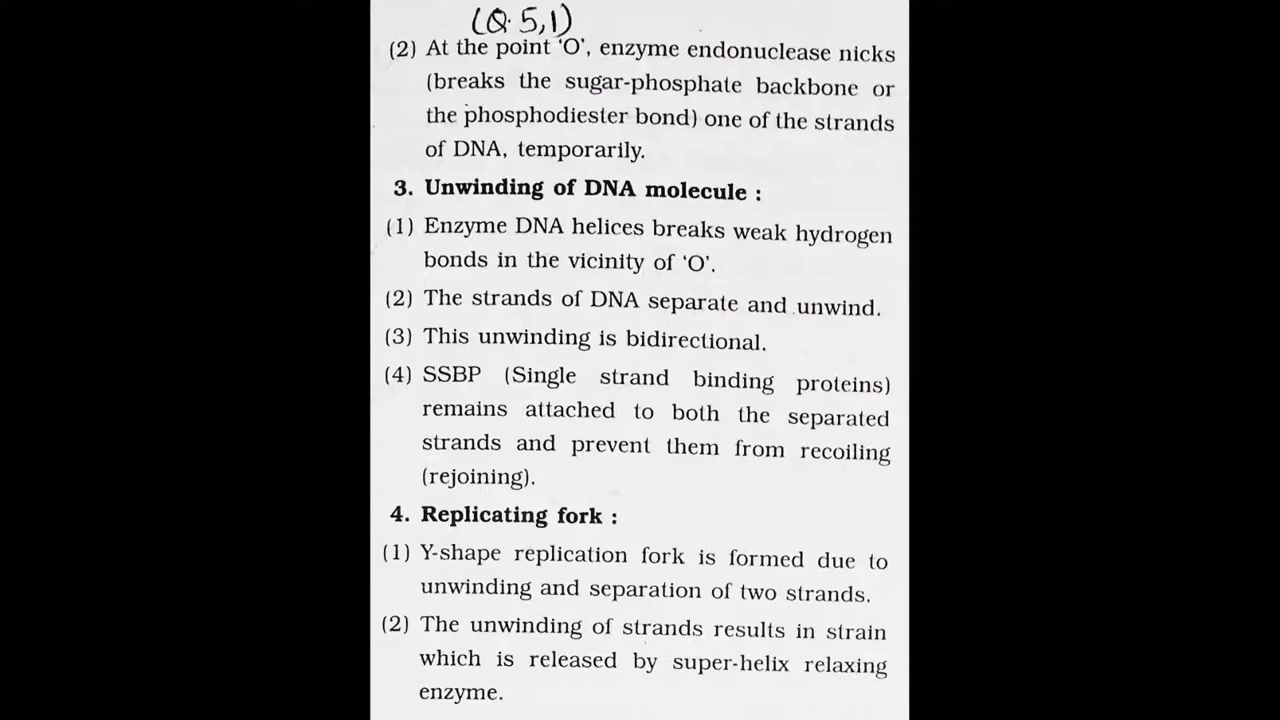 (Q. 5,1)
(2) At the point 'O', enzyme endonuclease nicks
(breaks the sugar-phosphate backbone or
the phosphodiester bond) one of the strands
of DNA, temporarily.
3. Unwinding of DNA molecule :
(1) Enzyme DNA helices breaks weak hydrogen
bonds in the vicinity of 'O'.
(2) The strands of DNA separate and unwind.
(3) This unwinding is bidirectional.
(4) SSBP (Single strand binding proteins)
remains attached to both the separated
strands and prevent them from recoiling
(rejoining).
4. Replicating fork :
(1) Y-shape replication fork is formed due to
unwinding and separation of two strands.
(2) The unwinding of strands results in strain
which is released by super-helix relaxing
enzyme.